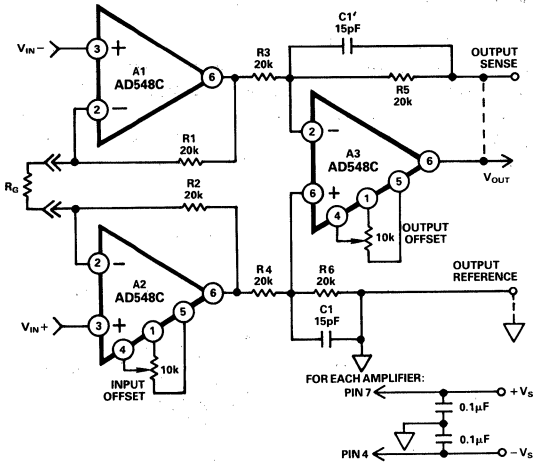 C1′
15pF
VIN−
3
+
A1
AD548C
6
2
−
R3
20k
R5
20k
OUTPUT
SENSE
R1
20k
RG
R2
20k
2
−
A3
AD548C
6
VOUT
6
+
4
1
5
10k
OUTPUT
OFFSET
2
−
A2
AD548C
6
VIN+
3
+
4
1
5
10k
INPUT
OFFSET
R4
20k
R6
20k
C1
15pF
OUTPUT
REFERENCE
FOR EACH AMPLIFIER:
PIN 7
+VS
0.1μF
0.1μF
PIN 4
−VS